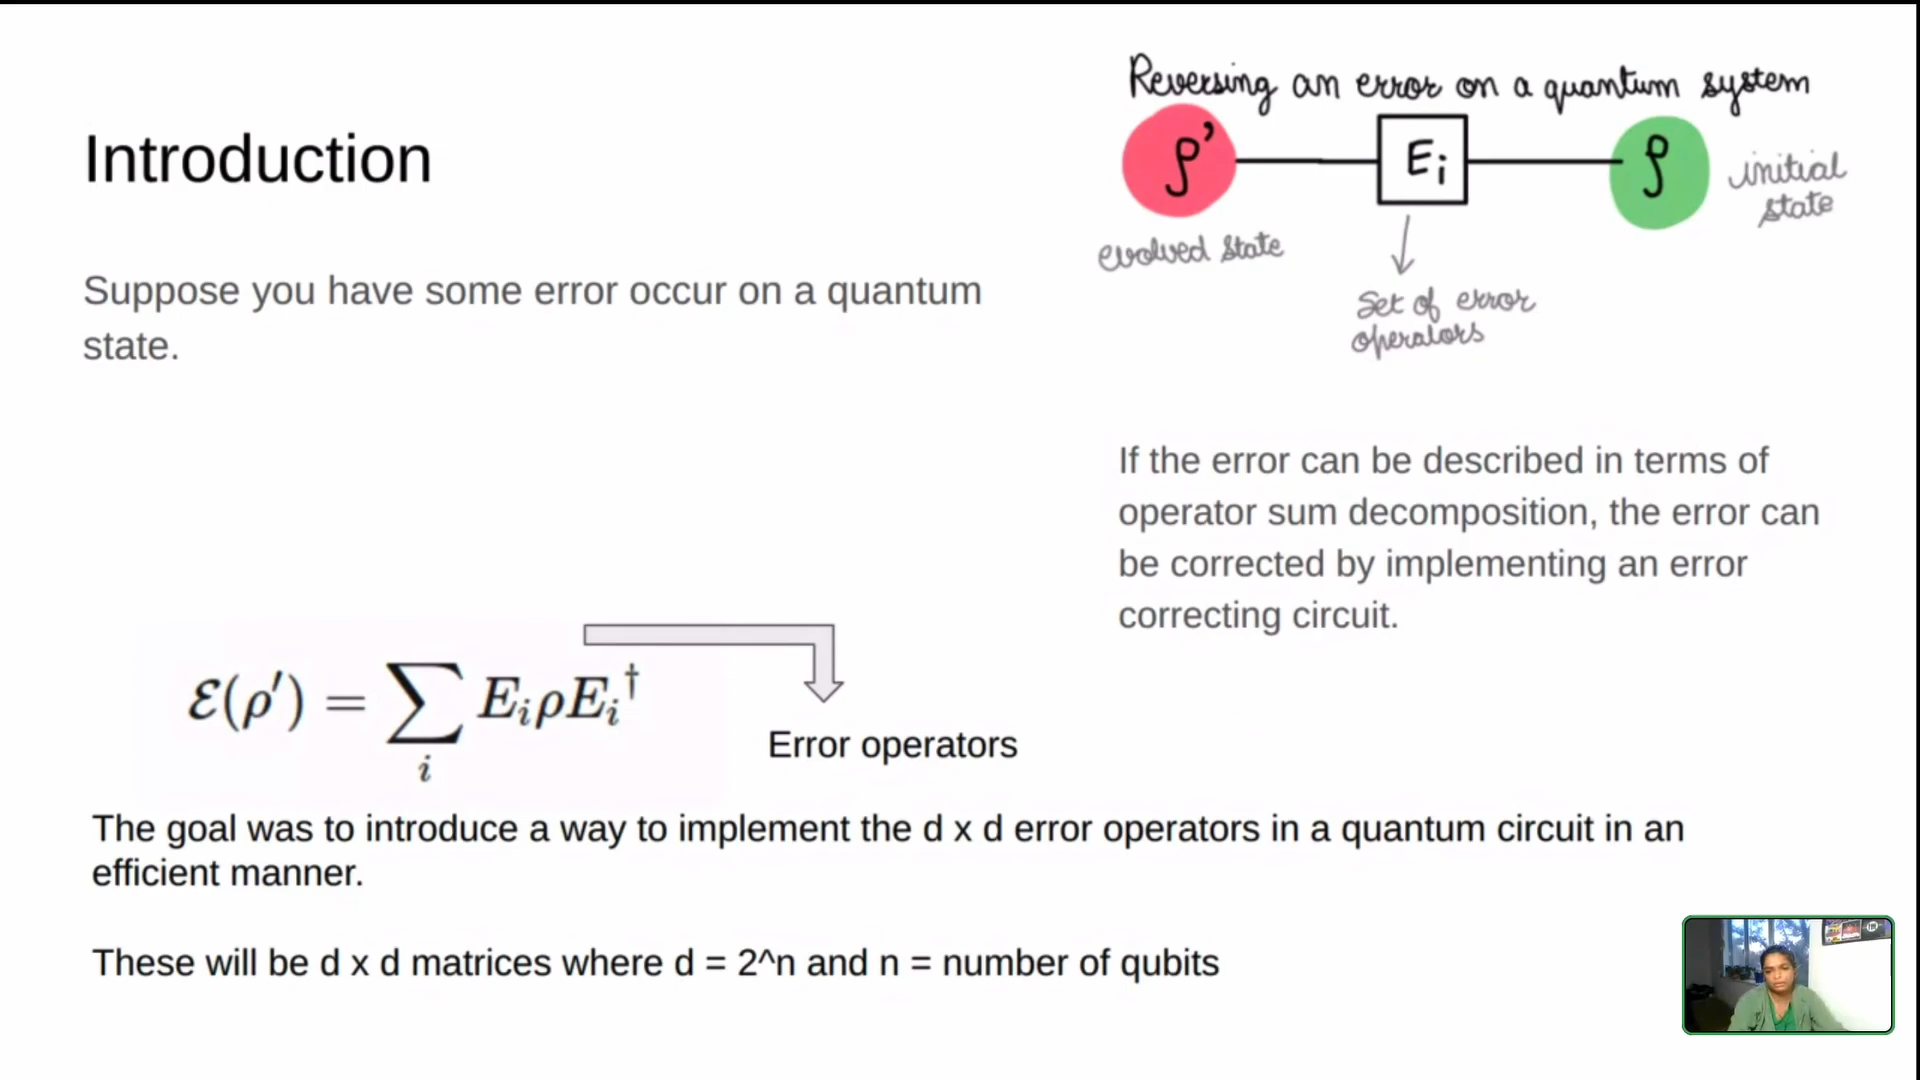 Introduction
Suppose you have some error occur on a quantum
state.
Reversing an error on a quantum system
ρ’
Ei
ρ
initial
state
evolved state
Set of error
operators
If the error can be described in terms of
operator sum decomposition, the error can
be corrected by implementing an error
correcting circuit.
ℰ(ρ′) = ∑ᵢ EᵢρEᵢ†
Error operators
The goal was to introduce a way to implement the d x d error operators in a quantum circuit in an
efficient manner.
These will be d x d matrices where d = 2^n and n = number of qubits